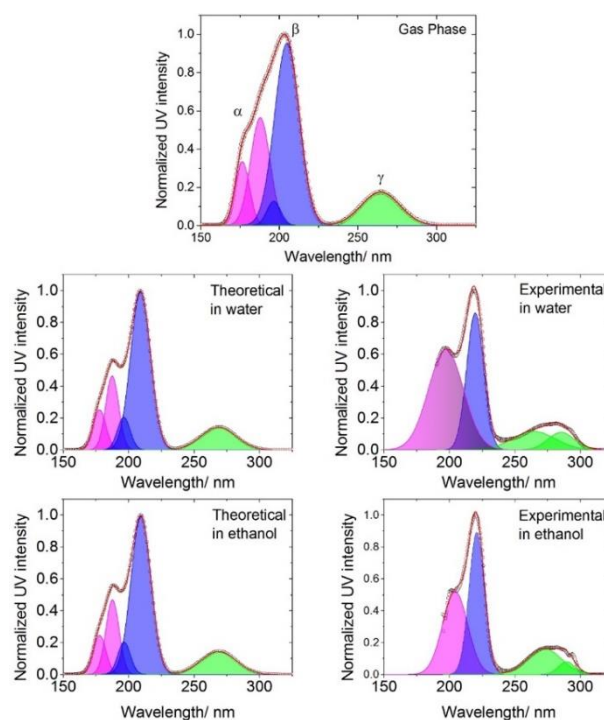 Gas Phase
α
β
γ
Normalized UV intensity
1.0
0.8
0.6
0.4
0.2
0.0
150 200 250 300
Wavelength/ nm
Theoretical
in water
Normalized UV intensity
1.0
0.8
0.6
0.4
0.2
0.0
150 200 250 300
Wavelength/ nm
Experimental
in water
Normalized UV intensity
1.0
0.8
0.6
0.4
0.2
0.0
150 200 250 300
Wavelength/ nm
Theoretical
in ethanol
Normalized UV intensity
1.0
0.8
0.6
0.4
0.2
0.0
150 200 250 300
Wavelength/ nm
Experimental
in ethanol
Normalized UV intensity
1.0
0.8
0.6
0.4
0.2
0.0
150 200 250 300
Wavelength/ nm